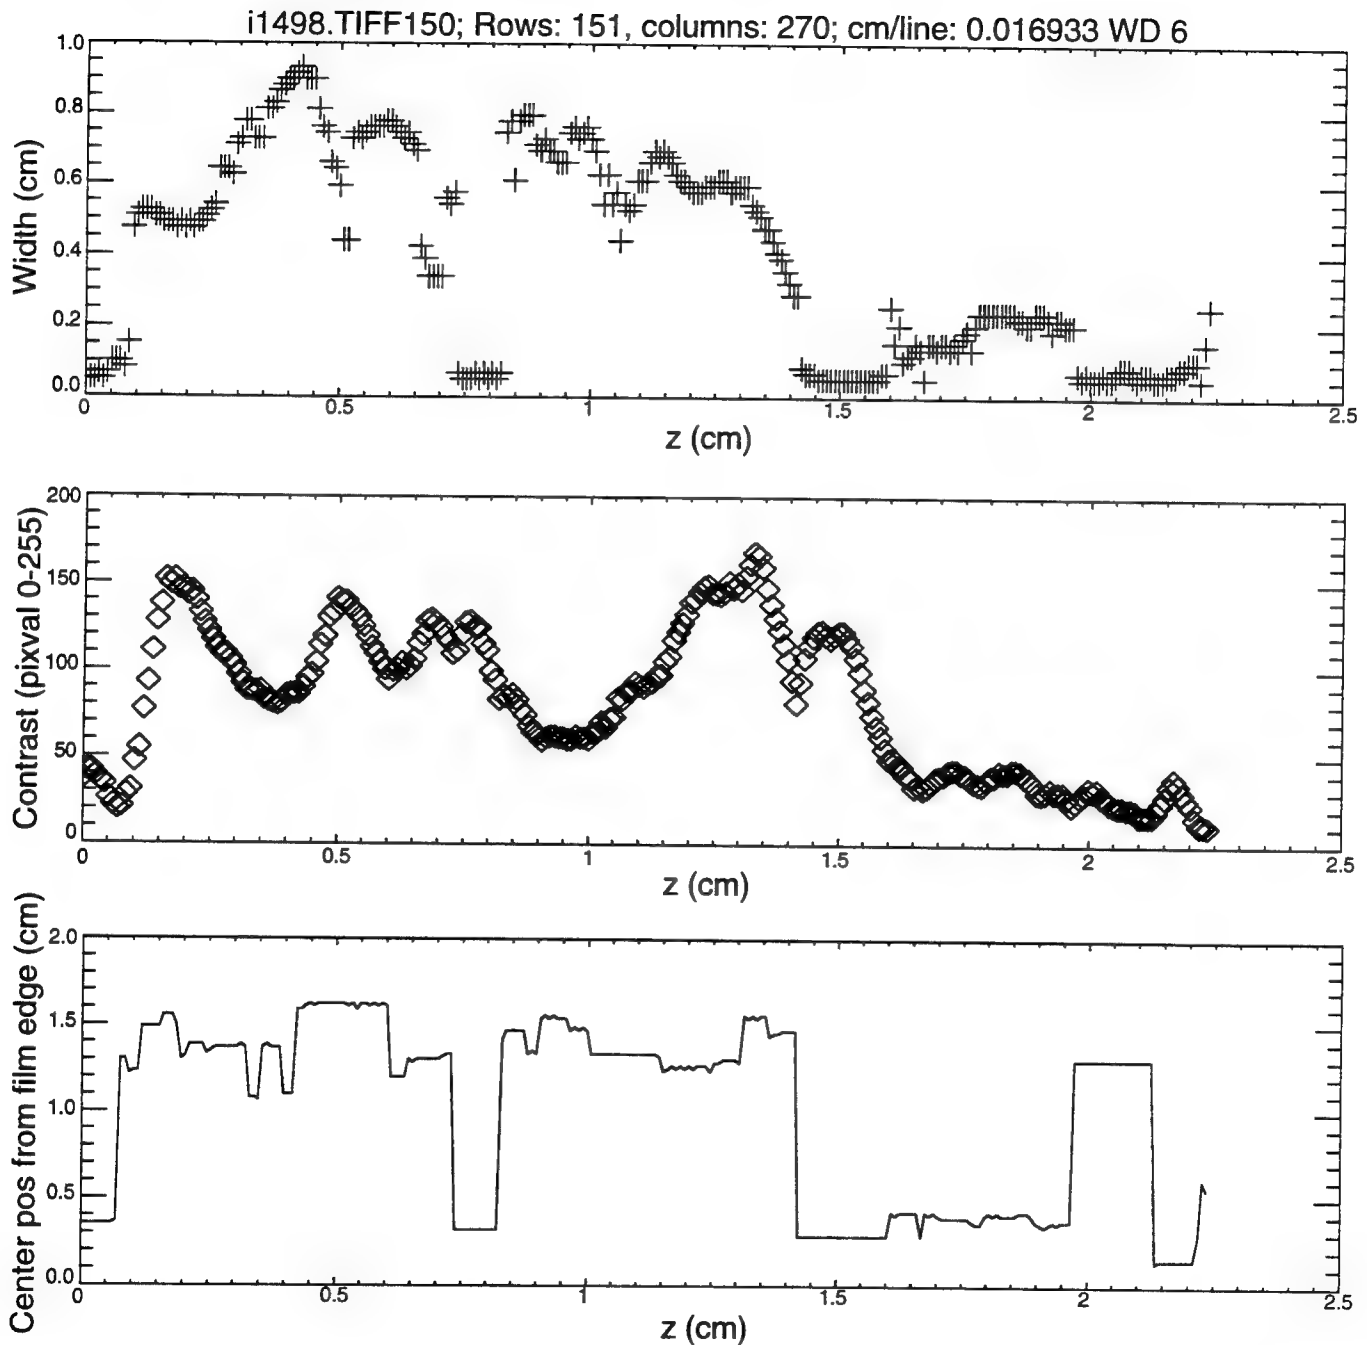 i1498.TIFF150; Rows: 151, columns: 270; cm/line: 0.016933 WD 6
Width (cm)
1.0
0.8
0.6
0.4
0.2
0.0
0 0.5 1 1.5 2 2.5
z (cm)
Contrast (pixval 0-255)
200
150
100
50
0
0 0.5 1 1.5 2 2.5
z (cm)
Center pos from film edge (cm)
2.0
1.5
1.0
0.5
0.0
0 0.5 1 1.5 2 2.5
z (cm)